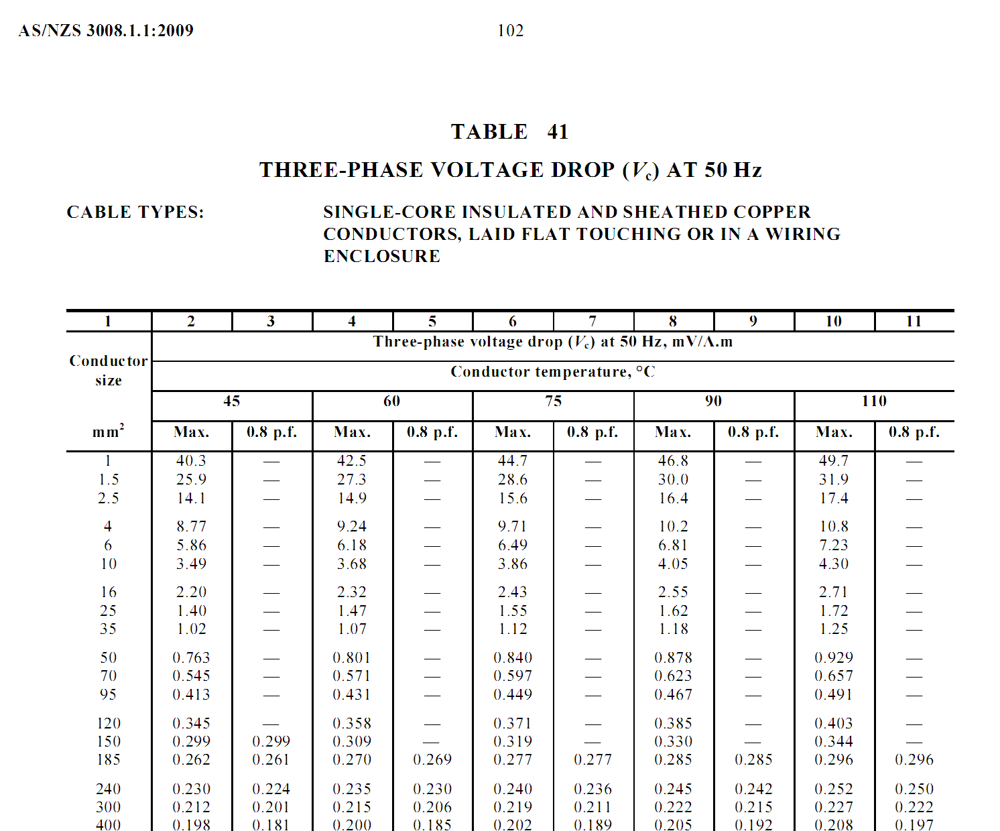 AS/NZS 3008.1.1:2009 102
TABLE 41
THREE-PHASE VOLTAGE DROP (Vc) AT 50 Hz
CABLE TYPES: SINGLE-CORE INSULATED AND SHEATHED COPPER
CONDUCTORS, LAID FLAT TOUCHING OR IN A WIRING
ENCLOSURE
1 2 3 4 5 6 7 8 9 10 11
Three-phase voltage drop (Vc) at 50 Hz, mV/A.m
Conductor
size
Conductor temperature, °C
45 60 75 90 110
mm2 Max. 0.8 p.f. Max. 0.8 p.f. Max. 0.8 p.f. Max. 0.8 p.f. Max. 0.8 p.f.
1 40.3 — 42.5 — 44.7 — 46.8 — 49.7 —
1.5 25.9 — 27.3 — 28.6 — 30.0 — 31.9 —
2.5 14.1 — 14.9 — 15.6 — 16.4 — 17.4 —
4 8.77 — 9.24 — 9.71 — 10.2 — 10.8 —
6 5.86 — 6.18 — 6.49 — 6.81 — 7.23 —
10 3.49 — 3.68 — 3.86 — 4.05 — 4.30 —
16 2.20 — 2.32 — 2.43 — 2.55 — 2.71 —
25 1.40 — 1.47 — 1.55 — 1.62 — 1.72 —
35 1.02 — 1.07 — 1.12 — 1.18 — 1.25 —
50 0.763 — 0.801 — 0.840 — 0.878 — 0.929 —
70 0.545 — 0.571 — 0.597 — 0.623 — 0.657 —
95 0.413 — 0.431 — 0.449 — 0.467 — 0.491 —
120 0.345 — 0.358 — 0.371 — 0.385 — 0.403 —
150 0.299 0.299 0.309 — 0.319 — 0.330 — 0.344 —
185 0.262 0.261 0.270 0.269 0.277 0.277 0.285 0.285 0.296 0.296
240 0.230 0.224 0.235 0.230 0.240 0.236 0.245 0.242 0.252 0.250
300 0.212 0.201 0.215 0.206 0.219 0.211 0.222 0.215 0.227 0.222
400 0.198 0.181 0.200 0.185 0.202 0.189 0.205 0.192 0.208 0.197